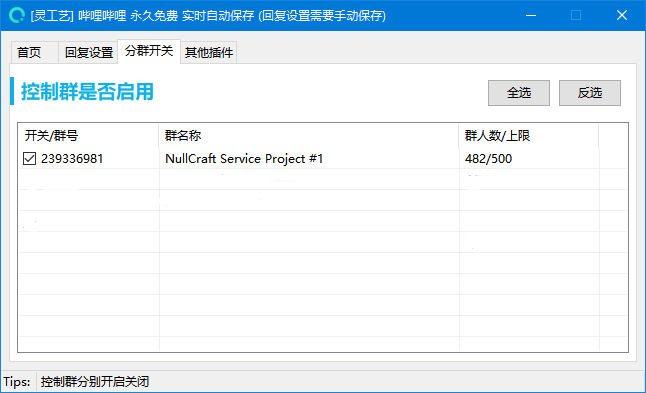 [灵工艺] 哔哩哔哩 永久免费 实时自动保存 (回复设置需要手动保存)
首页 回复设置 分群开关 其他插件
控制群是否启用 全选 反选
开关/群号 群名称 群人数/上限
239336981 NullCraft Service Project #1 482/500
Tips: 控制群分别开启关闭